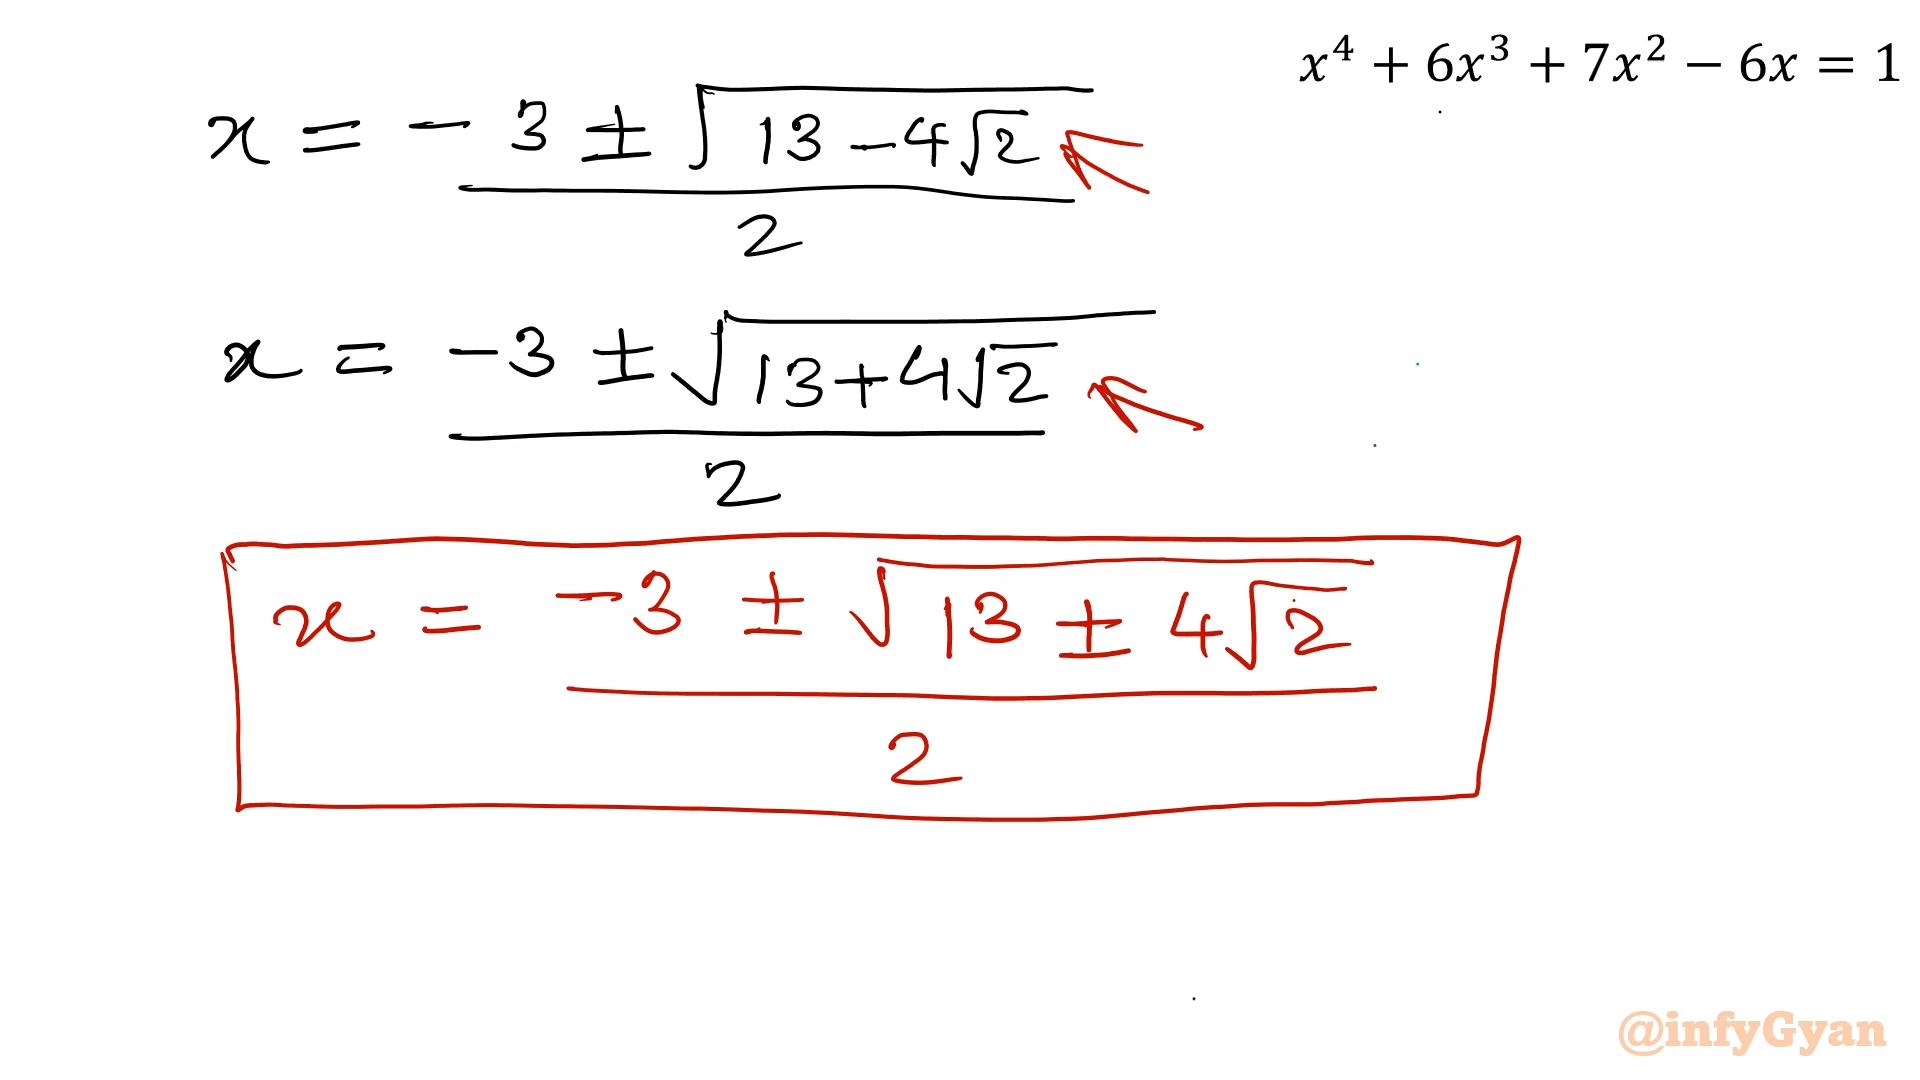 x⁴ + 6x³ + 7x² − 6x = 1
x = −3 ± √(13 − 4√2) / 2
x = −3 ± √(13 + 4√2) / 2
x = −3 ± √(13 ± 4√2) / 2
@infyGyan